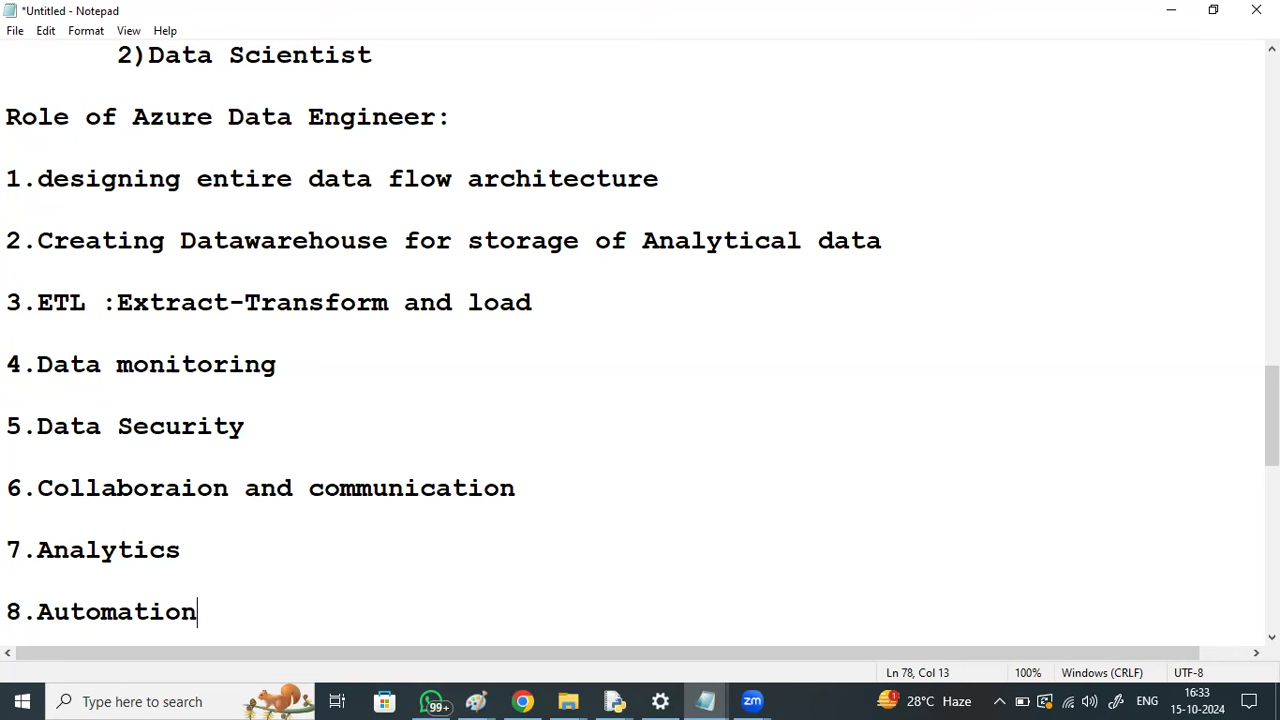 *Untitled - Notepad
File Edit Format View Help
2)Data Scientist
Role of Azure Data Engineer:
1.designing entire data flow architecture
2.Creating Datawarehouse for storage of Analytical data
3.ETL :Extract-Transform and load
4.Data monitoring
5.Data Security
6.Collaboraion and communication
7.Analytics
8.Automation
Ln 78, Col 13 100% Windows (CRLF) UTF-8
Type here to search 99+ zm 1 28°C Haze ENG 16:33
15-10-2024